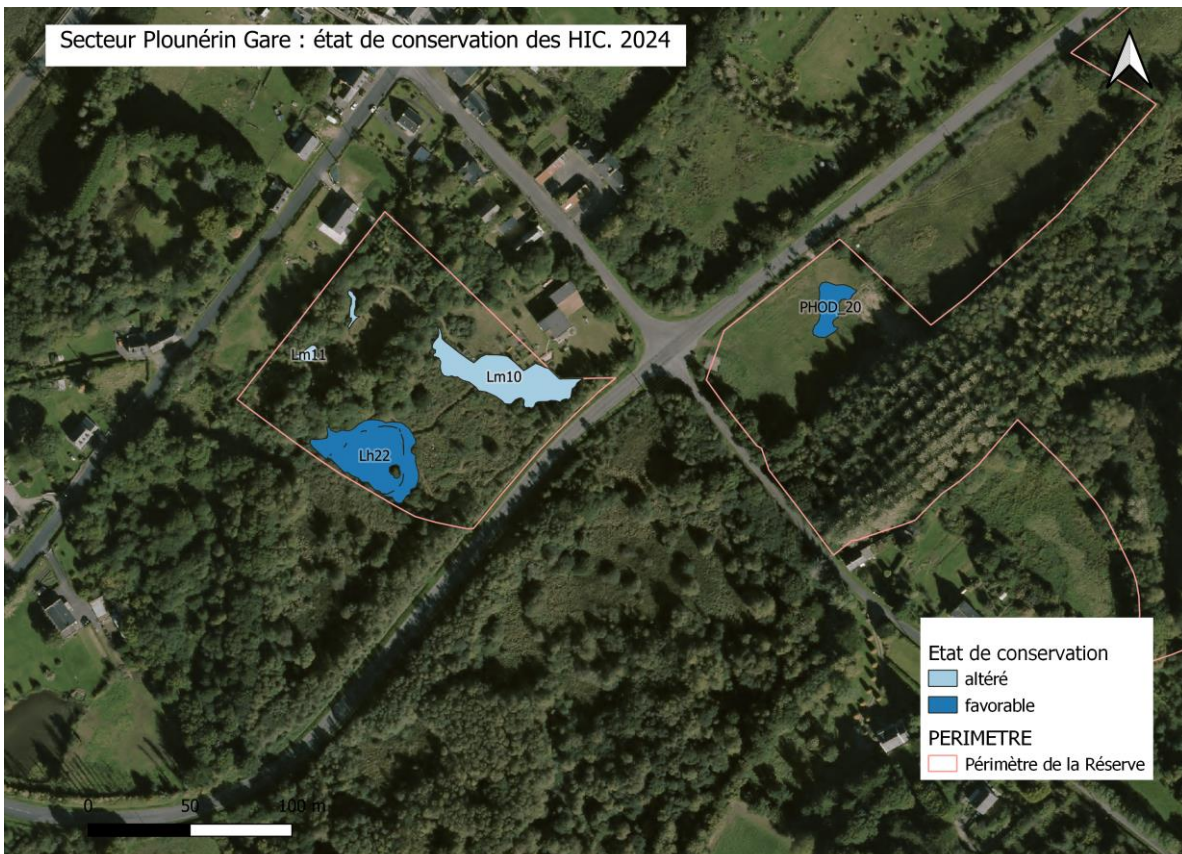 Secteur Plounérin Gare : état de conservation des HIC. 2024
PHOD_20
Lm11
Lm10
Lh22
Etat de conservation
altéré
favorable
PERIMETRE
Périmètre de la Réserve
0 50 100 m